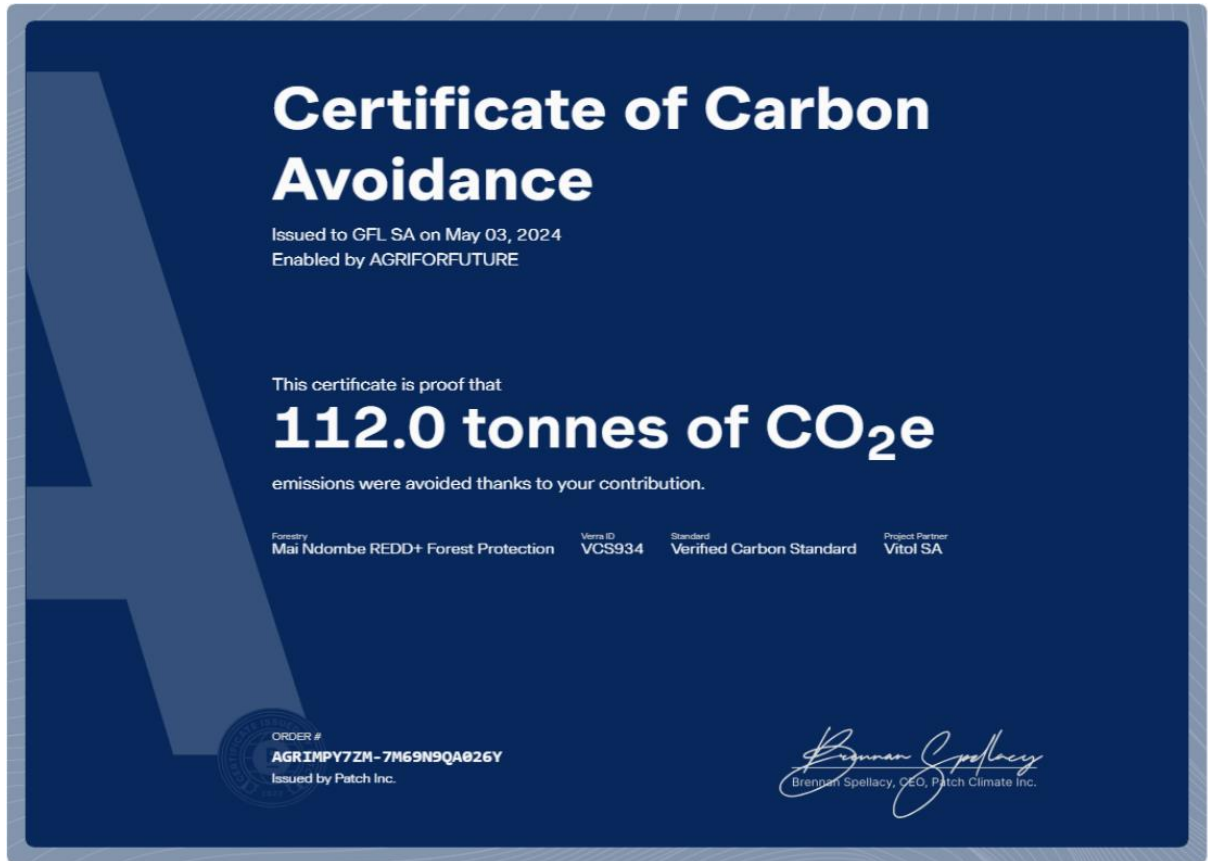 Certificate of Carbon
Avoidance
Issued to GFL SA on May 03, 2024
Enabled by AGRIFORFUTURE
This certificate is proof that
112.0 tonnes of CO₂e
emissions were avoided thanks to your contribution.
Forestry
Mai Ndombe REDD+ Forest Protection
Verra ID
VCS934
Standard
Verified Carbon Standard
Project Partner
Vitol SA
ORDER #
AGRIMPY7ZM-7M69N9QA026Y
Issued by Patch Inc.
Brennan Spellacy
Brennan Spellacy, CEO, Patch Climate Inc.